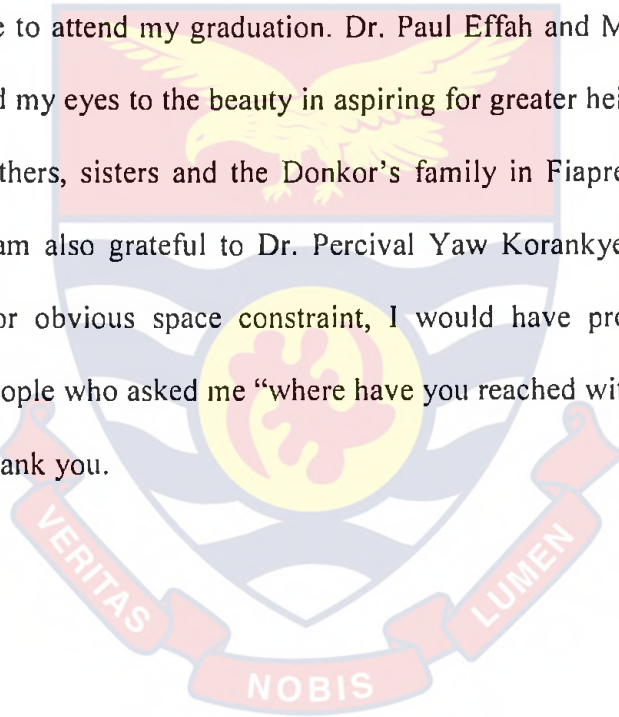 e to attend my graduation. Dr. Paul Effah and M
d my eyes to the beauty in aspiring for greater hei
thers, sisters and the Donkor's family in Fiapre
am also grateful to Dr. Percival Yaw Korankye
or obvious space constraint, I would have pro
eople who asked me “where have you reached wit
ank you.
VERITAS
NOBIS
LUMEN